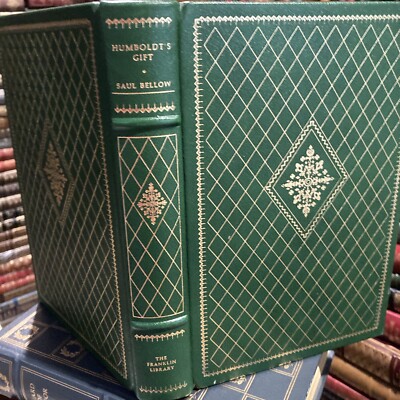 HUMBOLDT'S
GIFT
SAUL BELLOW
THE
FRANKLIN
LIBRARY